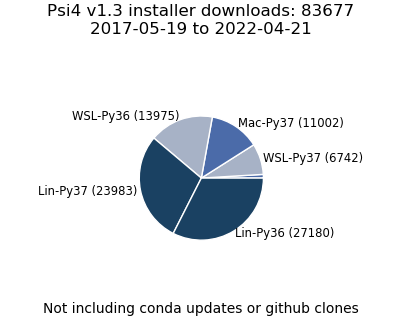 Psi4 v1.3 installer downloads: 83677
2017-05-19 to 2022-04-21
WSL-Py36 (13975)
Mac-Py37 (11002)
WSL-Py37 (6742)
Lin-Py37 (23983)
Lin-Py36 (27180)
Not including conda updates or github clones